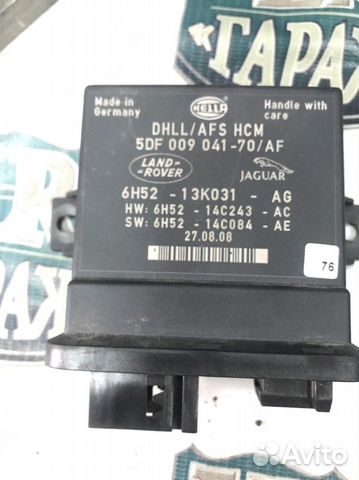 "ГАРАЖ
Made in
Germany
HELLA
Handle with
care
DHLL/AFS HCM
5DF 009 041-70/AF
LAND-
ROVER
JAGUAR
6H52 - 13K031 - AG
HW: 6H52 - 14C243 - AC
SW: 6H52 - 14C084 - AE
27.08.08
76
Avito